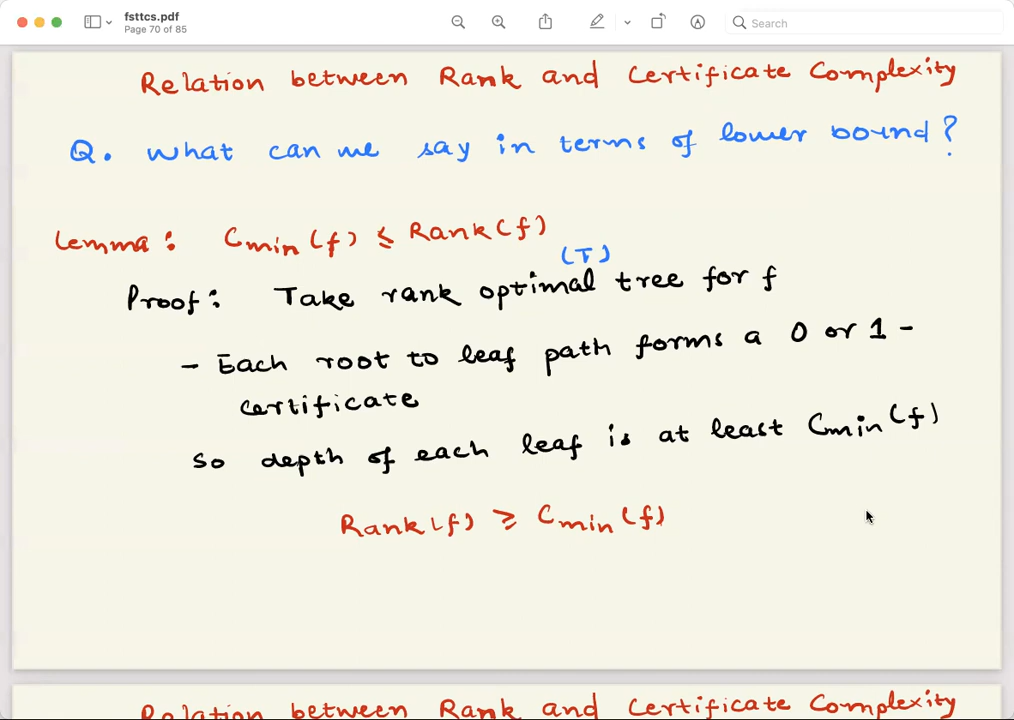 fsttcs.pdf
Page 70 of 85
Search
Relation between Rank and Certificate Complexity
Q. What can we say in terms of lower bound?
Lemma: Cmin(f) ≤ Rank(f)
(T)
Proof: Take rank optimal tree for f
- Each root to leaf path forms a 0 or 1-
certificate
So depth of each leaf is at least Cmin(f)
Rank(f) ≥ Cmin(f)
Relation between Rank and Certificate Complexity